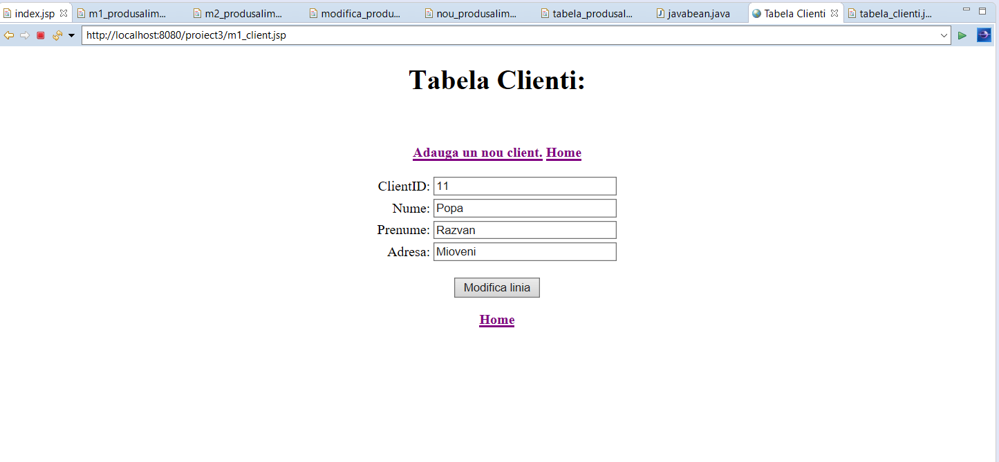 index.jsp m1_produsalim... m2_produsalim... modifica_produ... nou_produsalim... tabela_produsal... javabean.java Tabela Clienti tabela_clienti.j...
http://localhost:8080/proiect3/m1_client.jsp
Tabela Clienti:
Adauga un nou client. Home
ClientID: 11
Nume: Popa
Prenume: Razvan
Adresa: Mioveni
Modifica linia
Home